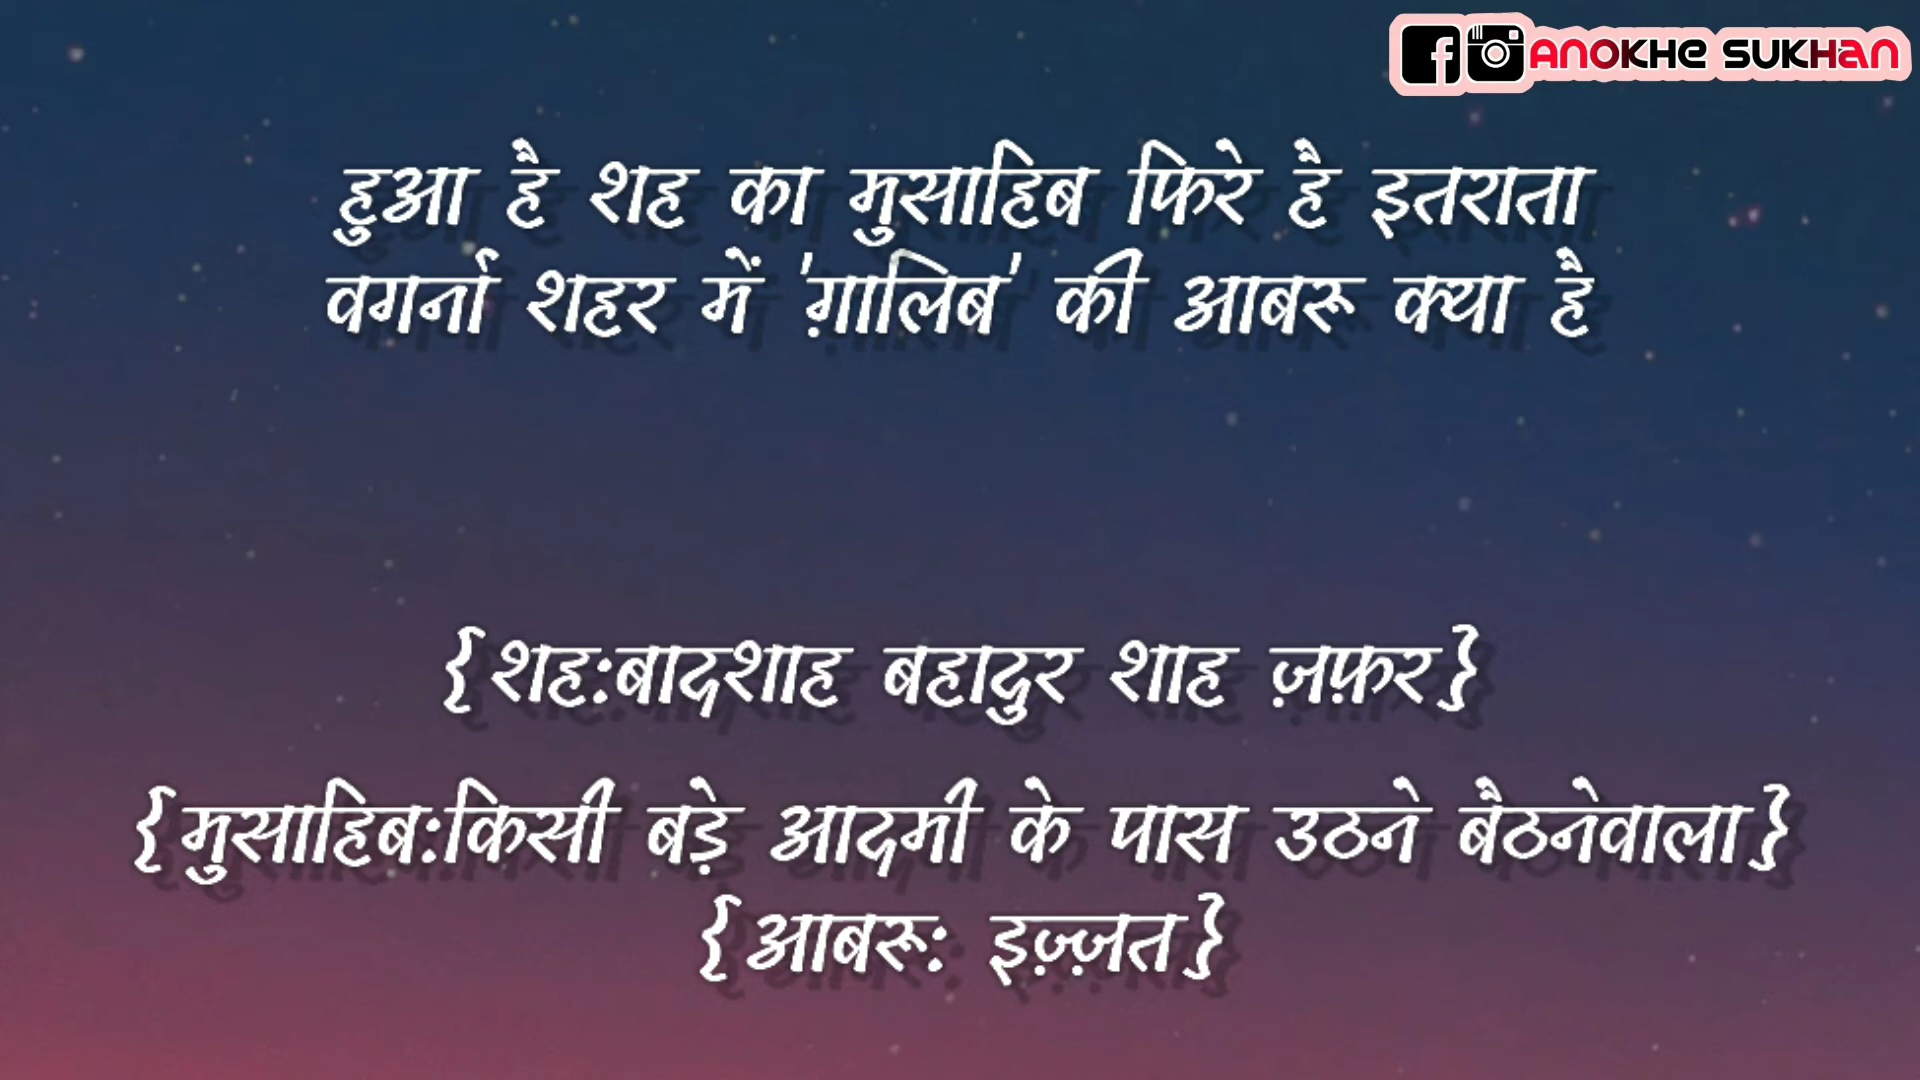 ANOKHE SUKHAN
हुआ है शह का मुसाहिब फिरे है इतराता
वगर्ना शहर में 'ग़ालिब' की आबरू क्या है
{शह:बादशाह बहादुर शाह ज़फ़र}
{मुसाहिब:किसी बड़े आदमी के पास उठने बैठनेवाला}
{आबरू: इज़्ज़त}